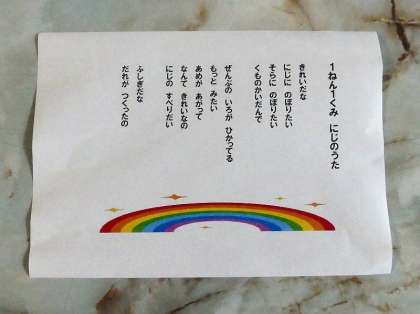 1ねん1くみ にじのうた
きれいだな
にじに のぼりたい
そらに のぼりたい
くものかいだんで
ぜんぶの いろが ひかってる
もっと みたい
あめが あがって
なんて きれいなの
にじの すべりだい
ふしぎだな
だれが つくったの